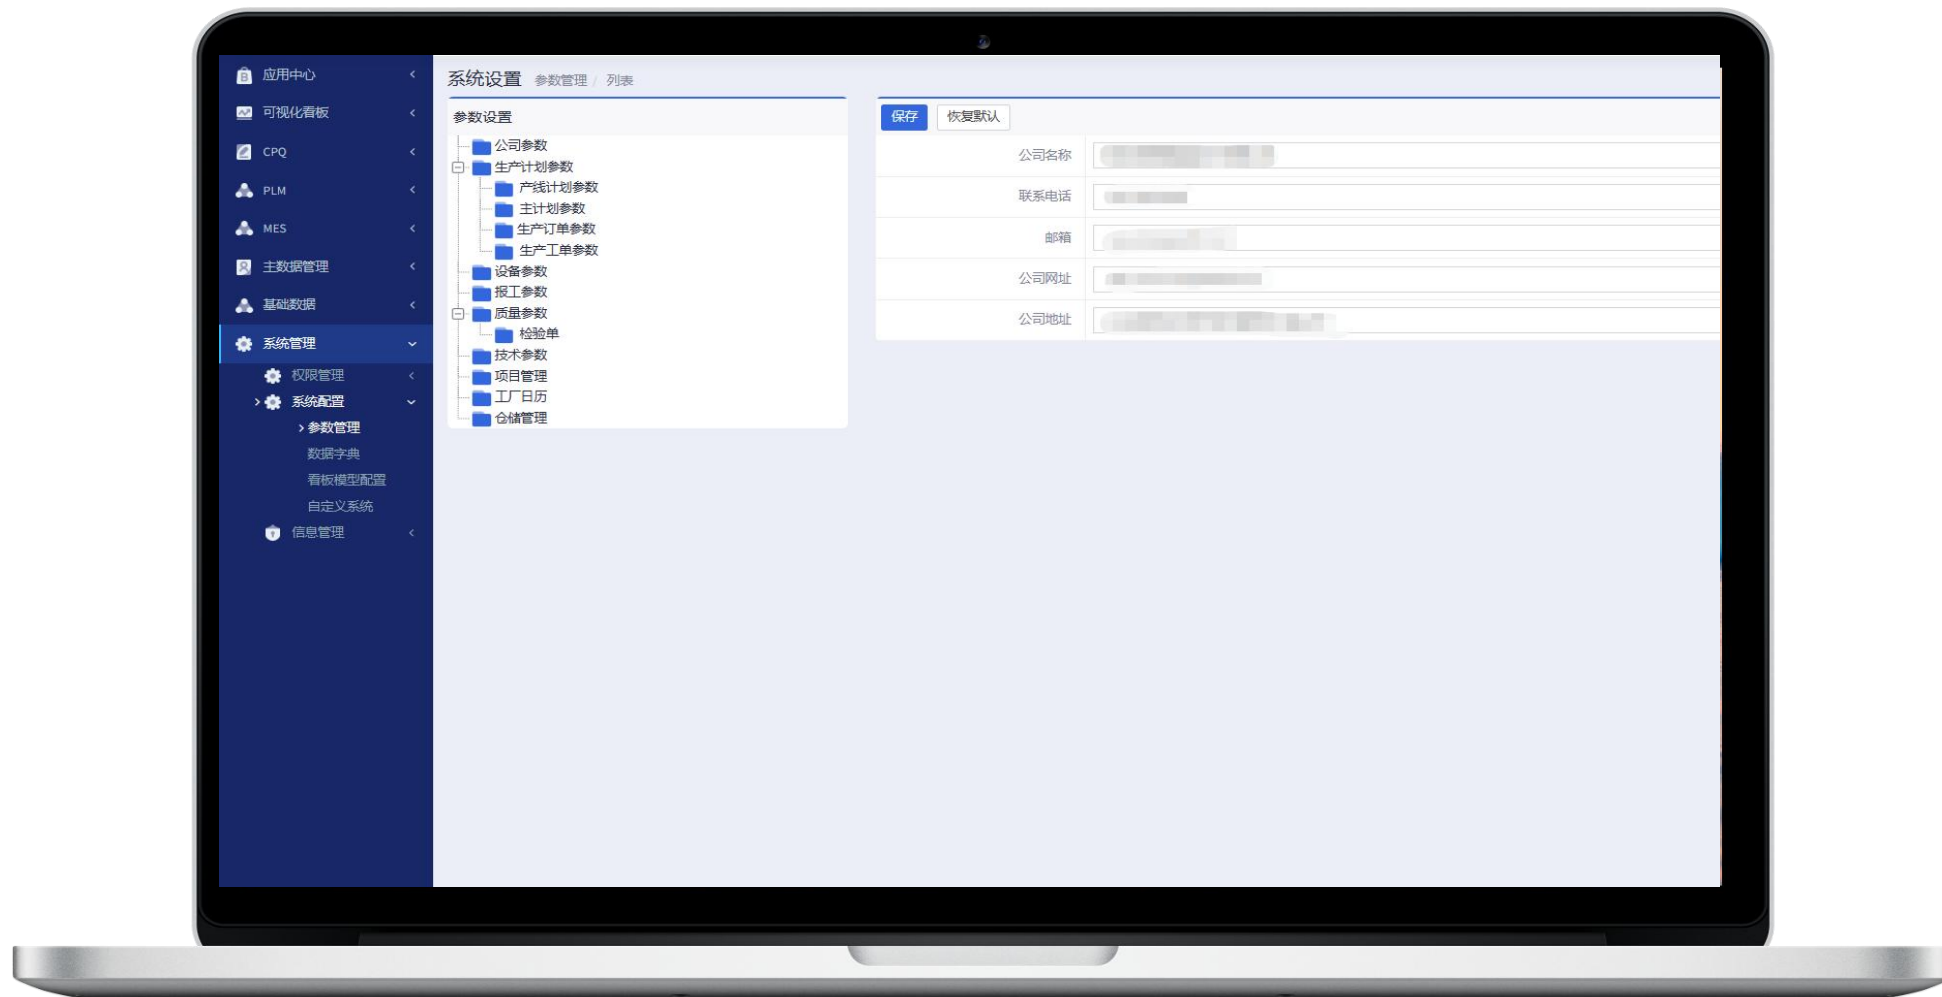 应用中心
可视化看板
CPQ
PLM
MES
主数据管理
基础数据
系统管理
权限管理
系统配置
参数管理
数据字典
看板模型配置
自定义系统
信息管理
系统设置 参数管理 / 列表
参数设置
公司参数
生产计划参数
产线计划参数
主计划参数
生产订单参数
生产工单参数
设备参数
报工参数
质量参数
检验单
技术参数
项目管理
工厂日历
仓储管理
保存 恢复默认
公司名称
联系电话
邮箱
公司网址
公司地址